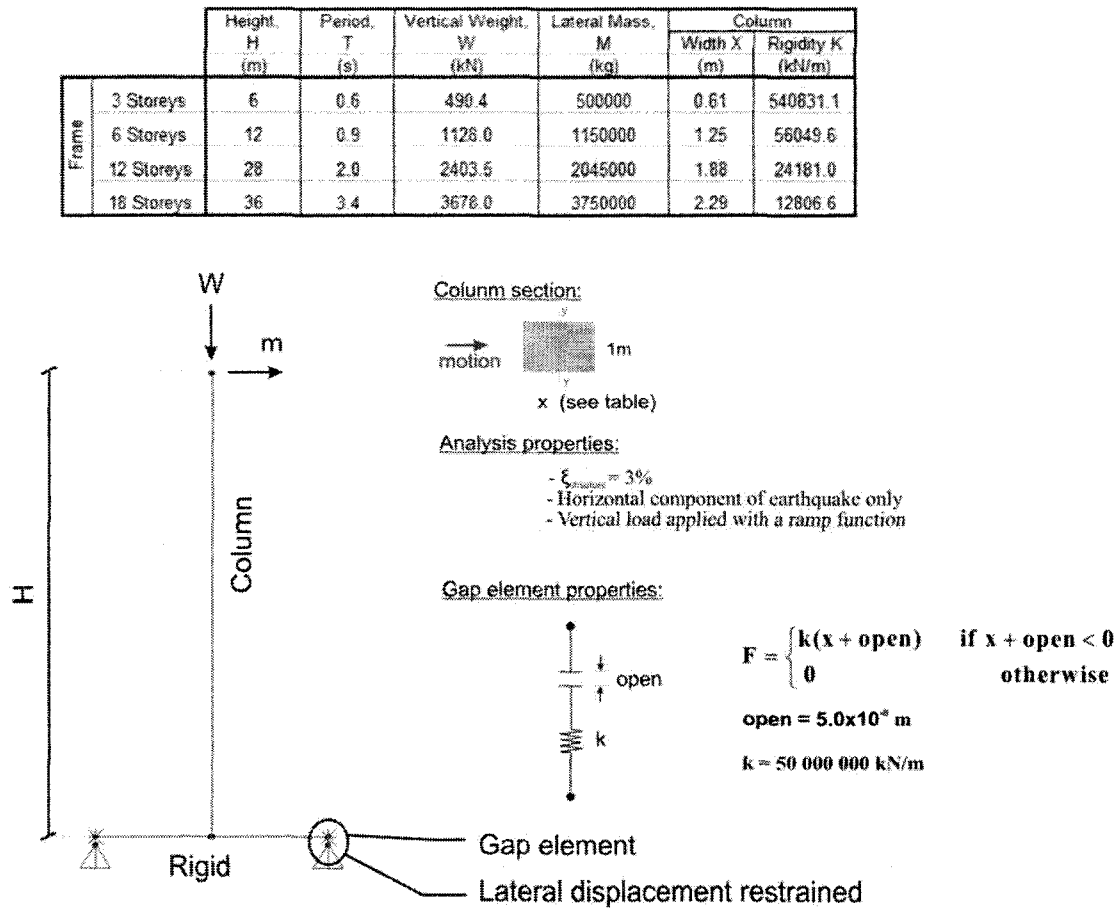 Height, Period, Vertical Weight, Lateral Mass, Column
H T W M Width X Rigidity K
(m) (s) (kN) (kg) (m) (kN/m)
Frame
3 Storeys 6 0.6 490.4 500000 0.61 540831.1
6 Storeys 12 0.9 1128.0 1150000 1.25 56049.6
12 Storeys 28 2.0 2403.5 2045000 1.88 24181.0
18 Storeys 36 3.4 3678.0 3750000 2.29 12806.6
W
m
H
Column
Rigid
Colunm section:
y
motion
1m
y
x (see table)
Analysis properties:
- ξ = 3%
- Horizontal component of earthquake only
- Vertical load applied with a ramp function
Gap element properties:
open
k
F = { k(x + open) if x + open < 0
0 otherwise
open = 5.0x10 m
k = 50 000 000 kN/m
Gap element
Lateral displacement restrained